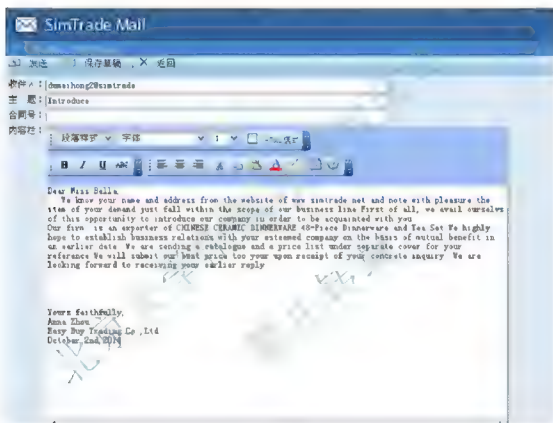 SimTrade Mail
发送 保存草稿 , X 返回
收件人: dumaihong2@simtrade
主 题: Introduce
合同号:
内容栏:
段落样式 字体
B I U abc
Dear Miss Bella
We know your name and address from the website of www simtrade net and note with pleasure the
item of your demand just fall within the scope of our business line First of all, we avail ourselves
of this opportunity to introduce our company in order to be acquainted with you
Our firm is an exporter of CHINESE CERAMIC DINNERWARE 48-Piece Dinnerware and Tea Set We highly
hope to establish business relations with your esteemed company on the basis of mutual benefit in
an earlier date We are sending a catalogue and a price list under separate cover for your
reference We will submit our best price too your upon receipt of your concrete inquiry We are
looking forward to receiving your earlier reply
Yours faithfully,
Anna Zhou
Easy Buy Trading Co ,Ltd
October 2nd,2014